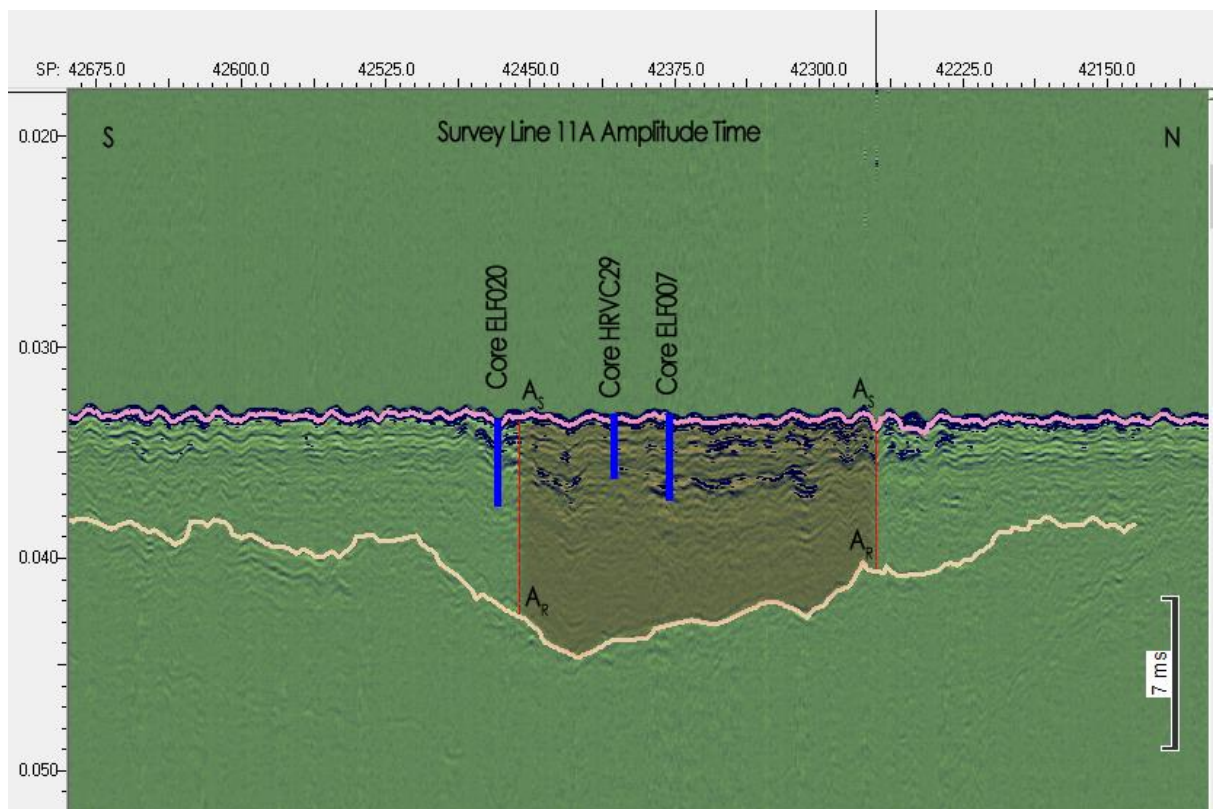 SP: 42675.0 42600.0 42525.0 42450.0 42375.0 42300.0 42225.0 42150.0
S Survey Line 11A Amplitude Time N
0.020
Core ELF020
Core HRVC29
Core ELF007
0.030
AS AS
0.040
AR AR
7 ms
0.050